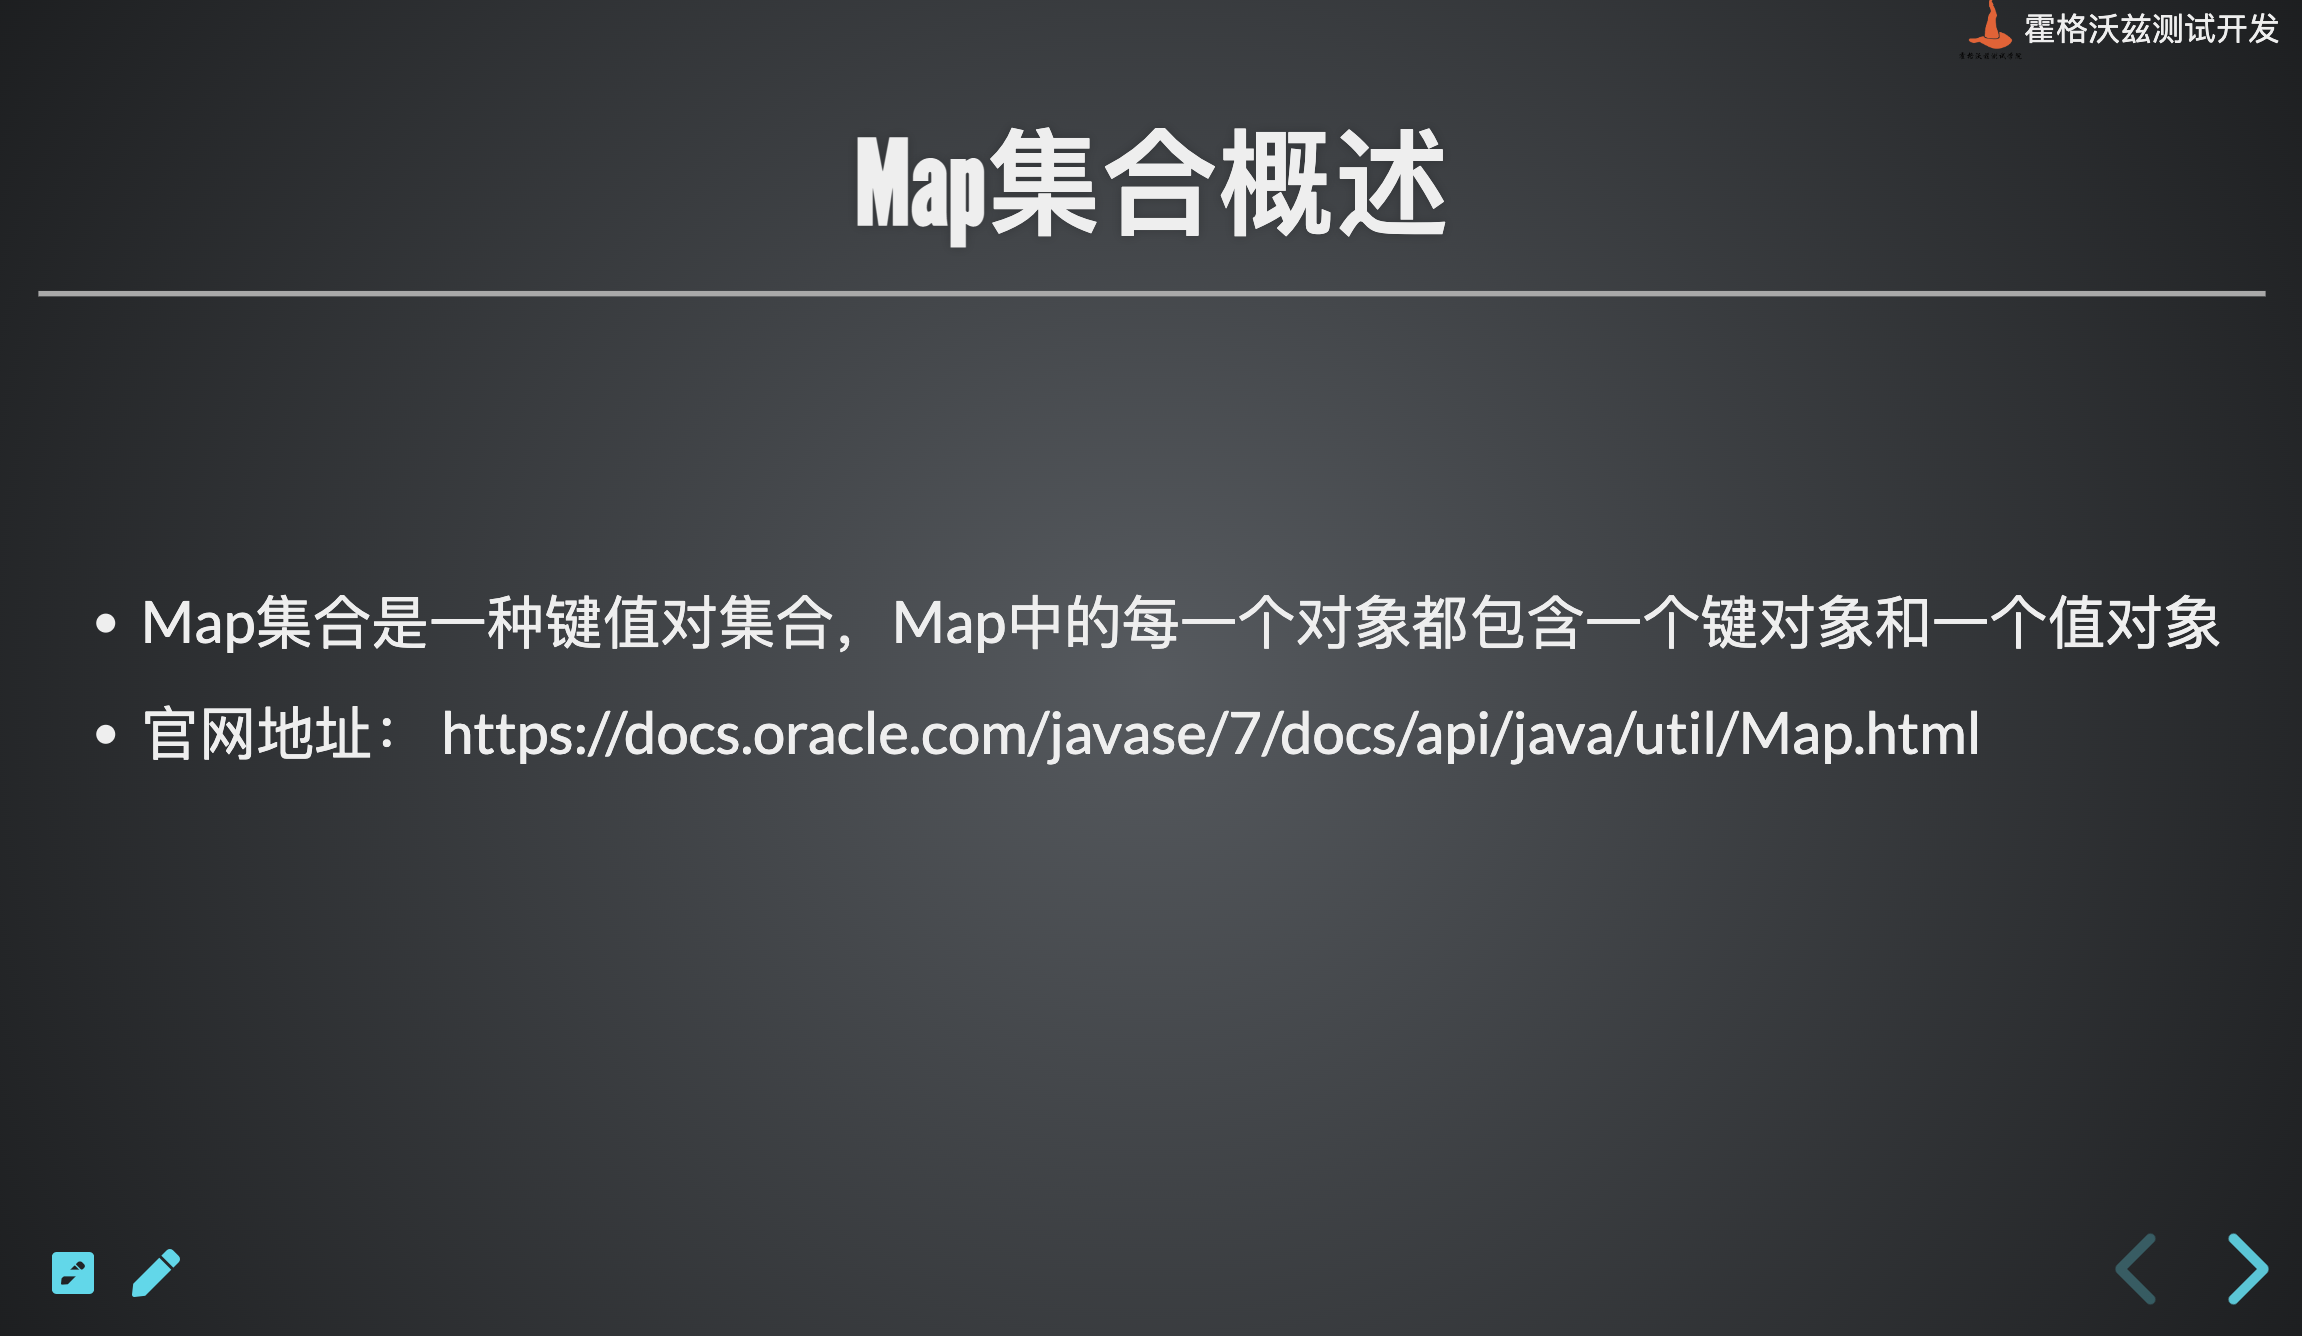 霍格沃兹测试开发
Map集合概述
Map集合是一种键值对集合，Map中的每一个对象都包含一个键对象和一个值对象
官网地址： https://docs.oracle.com/javase/7/docs/api/java/util/Map.html